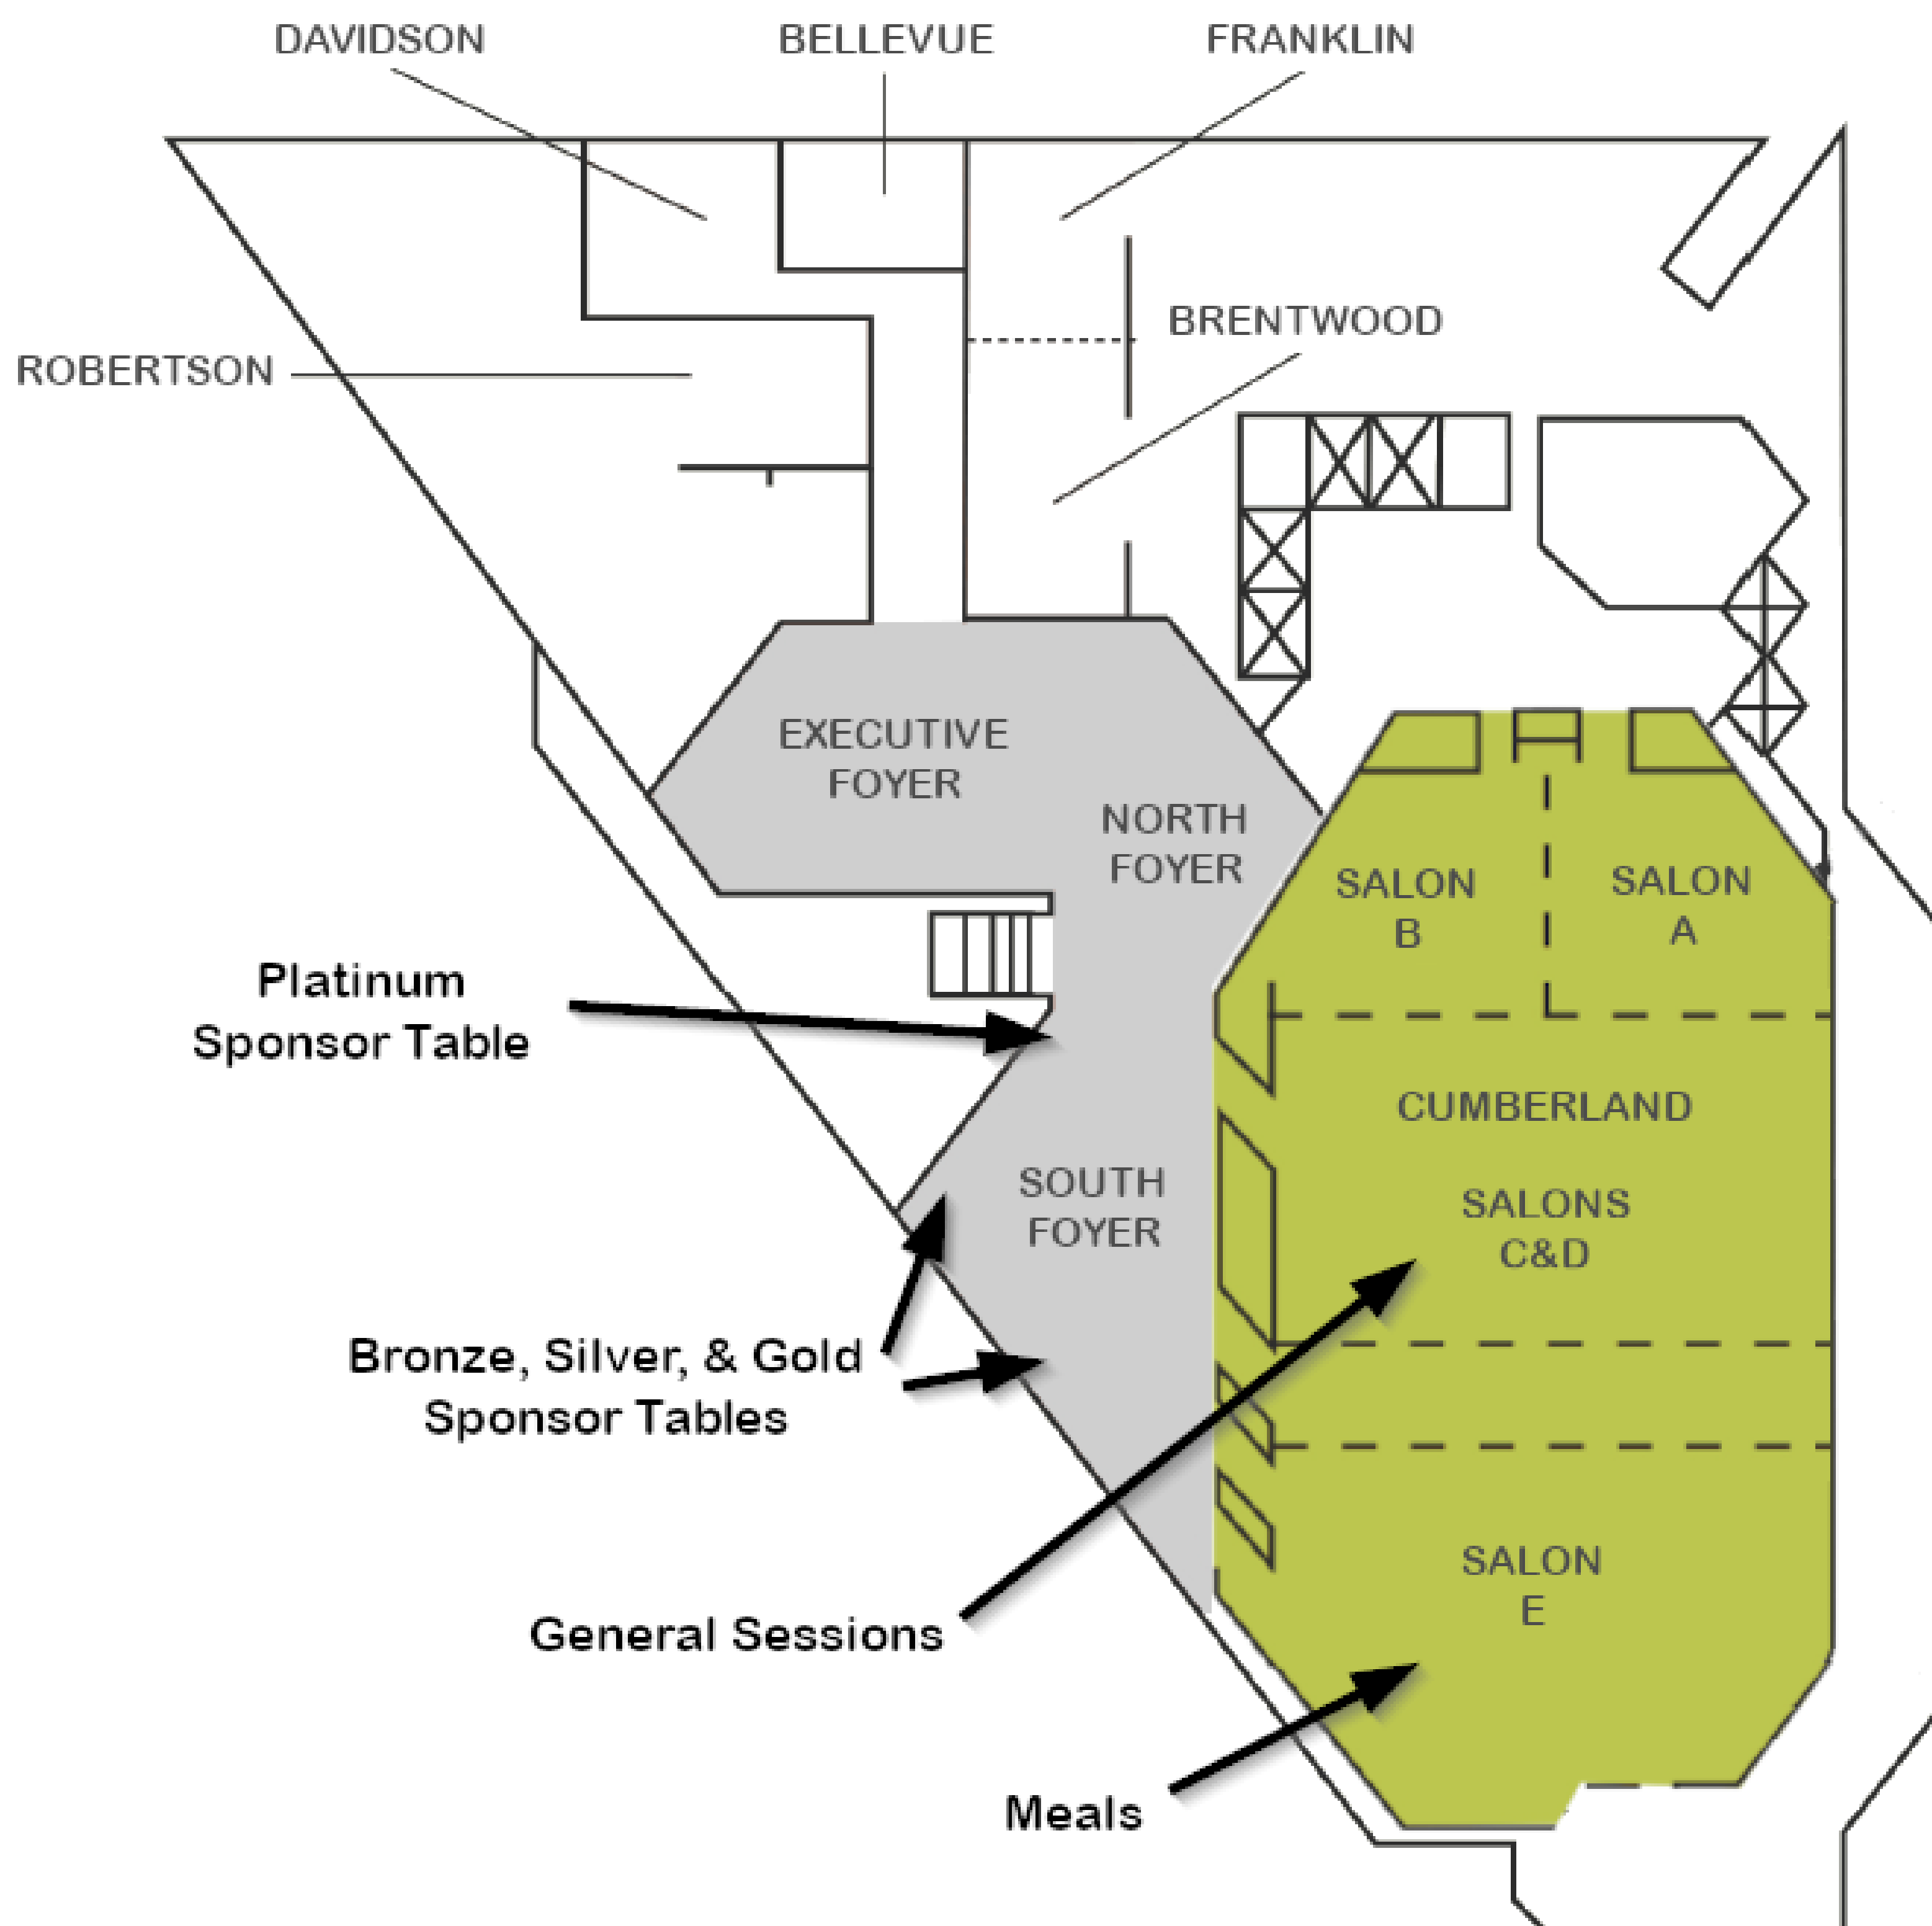 DAVIDSON
BELLEVUE
FRANKLIN
BRENTWOOD
ROBERTSON
EXECUTIVE
FOYER
NORTH
FOYER
SALON
B
SALON
A
Platinum
Sponsor Table
CUMBERLAND
SOUTH
FOYER
SALONS
C&D
Bronze, Silver, & Gold
Sponsor Tables
SALON
E
General Sessions
Meals